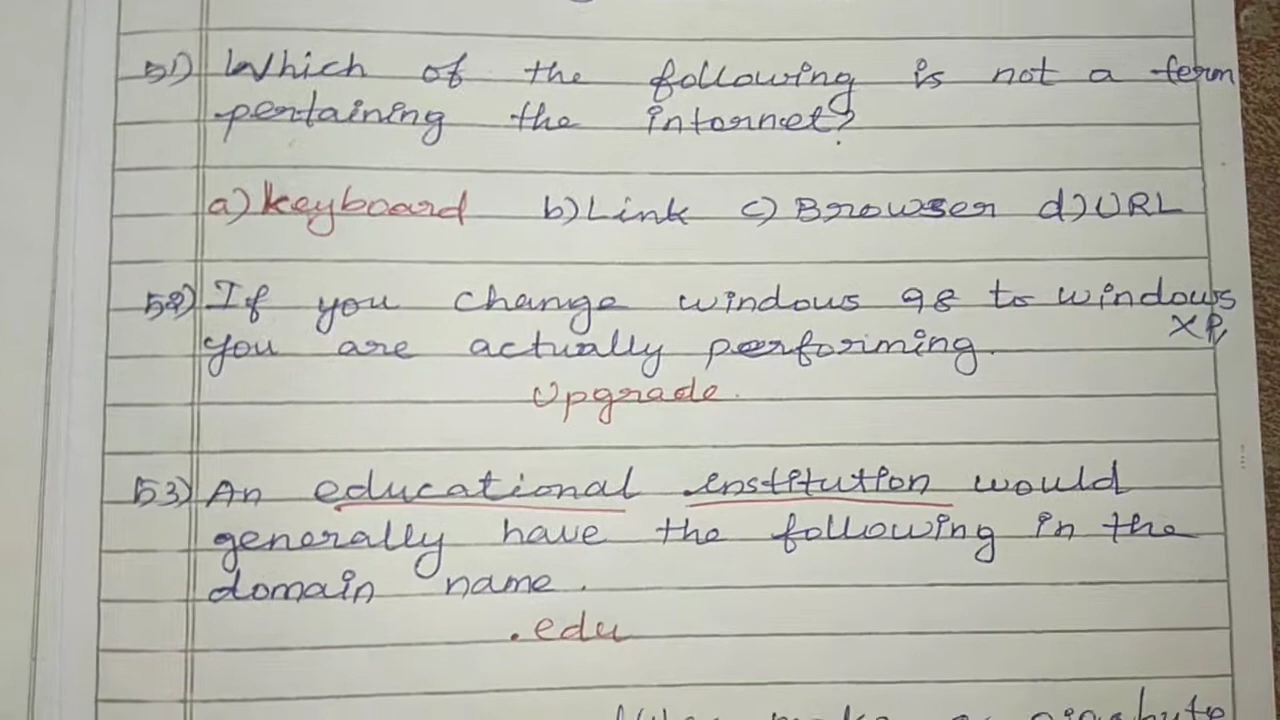 51) Which of the following is not a term
pertaining the internet?
a) keyboard b) Link c) Browser d) URL
52) If you change windows 98 to windows
XP,
you are actually performing.
Upgrade.
53) An educational institution would
generally have the following in the
domain name.
.edu